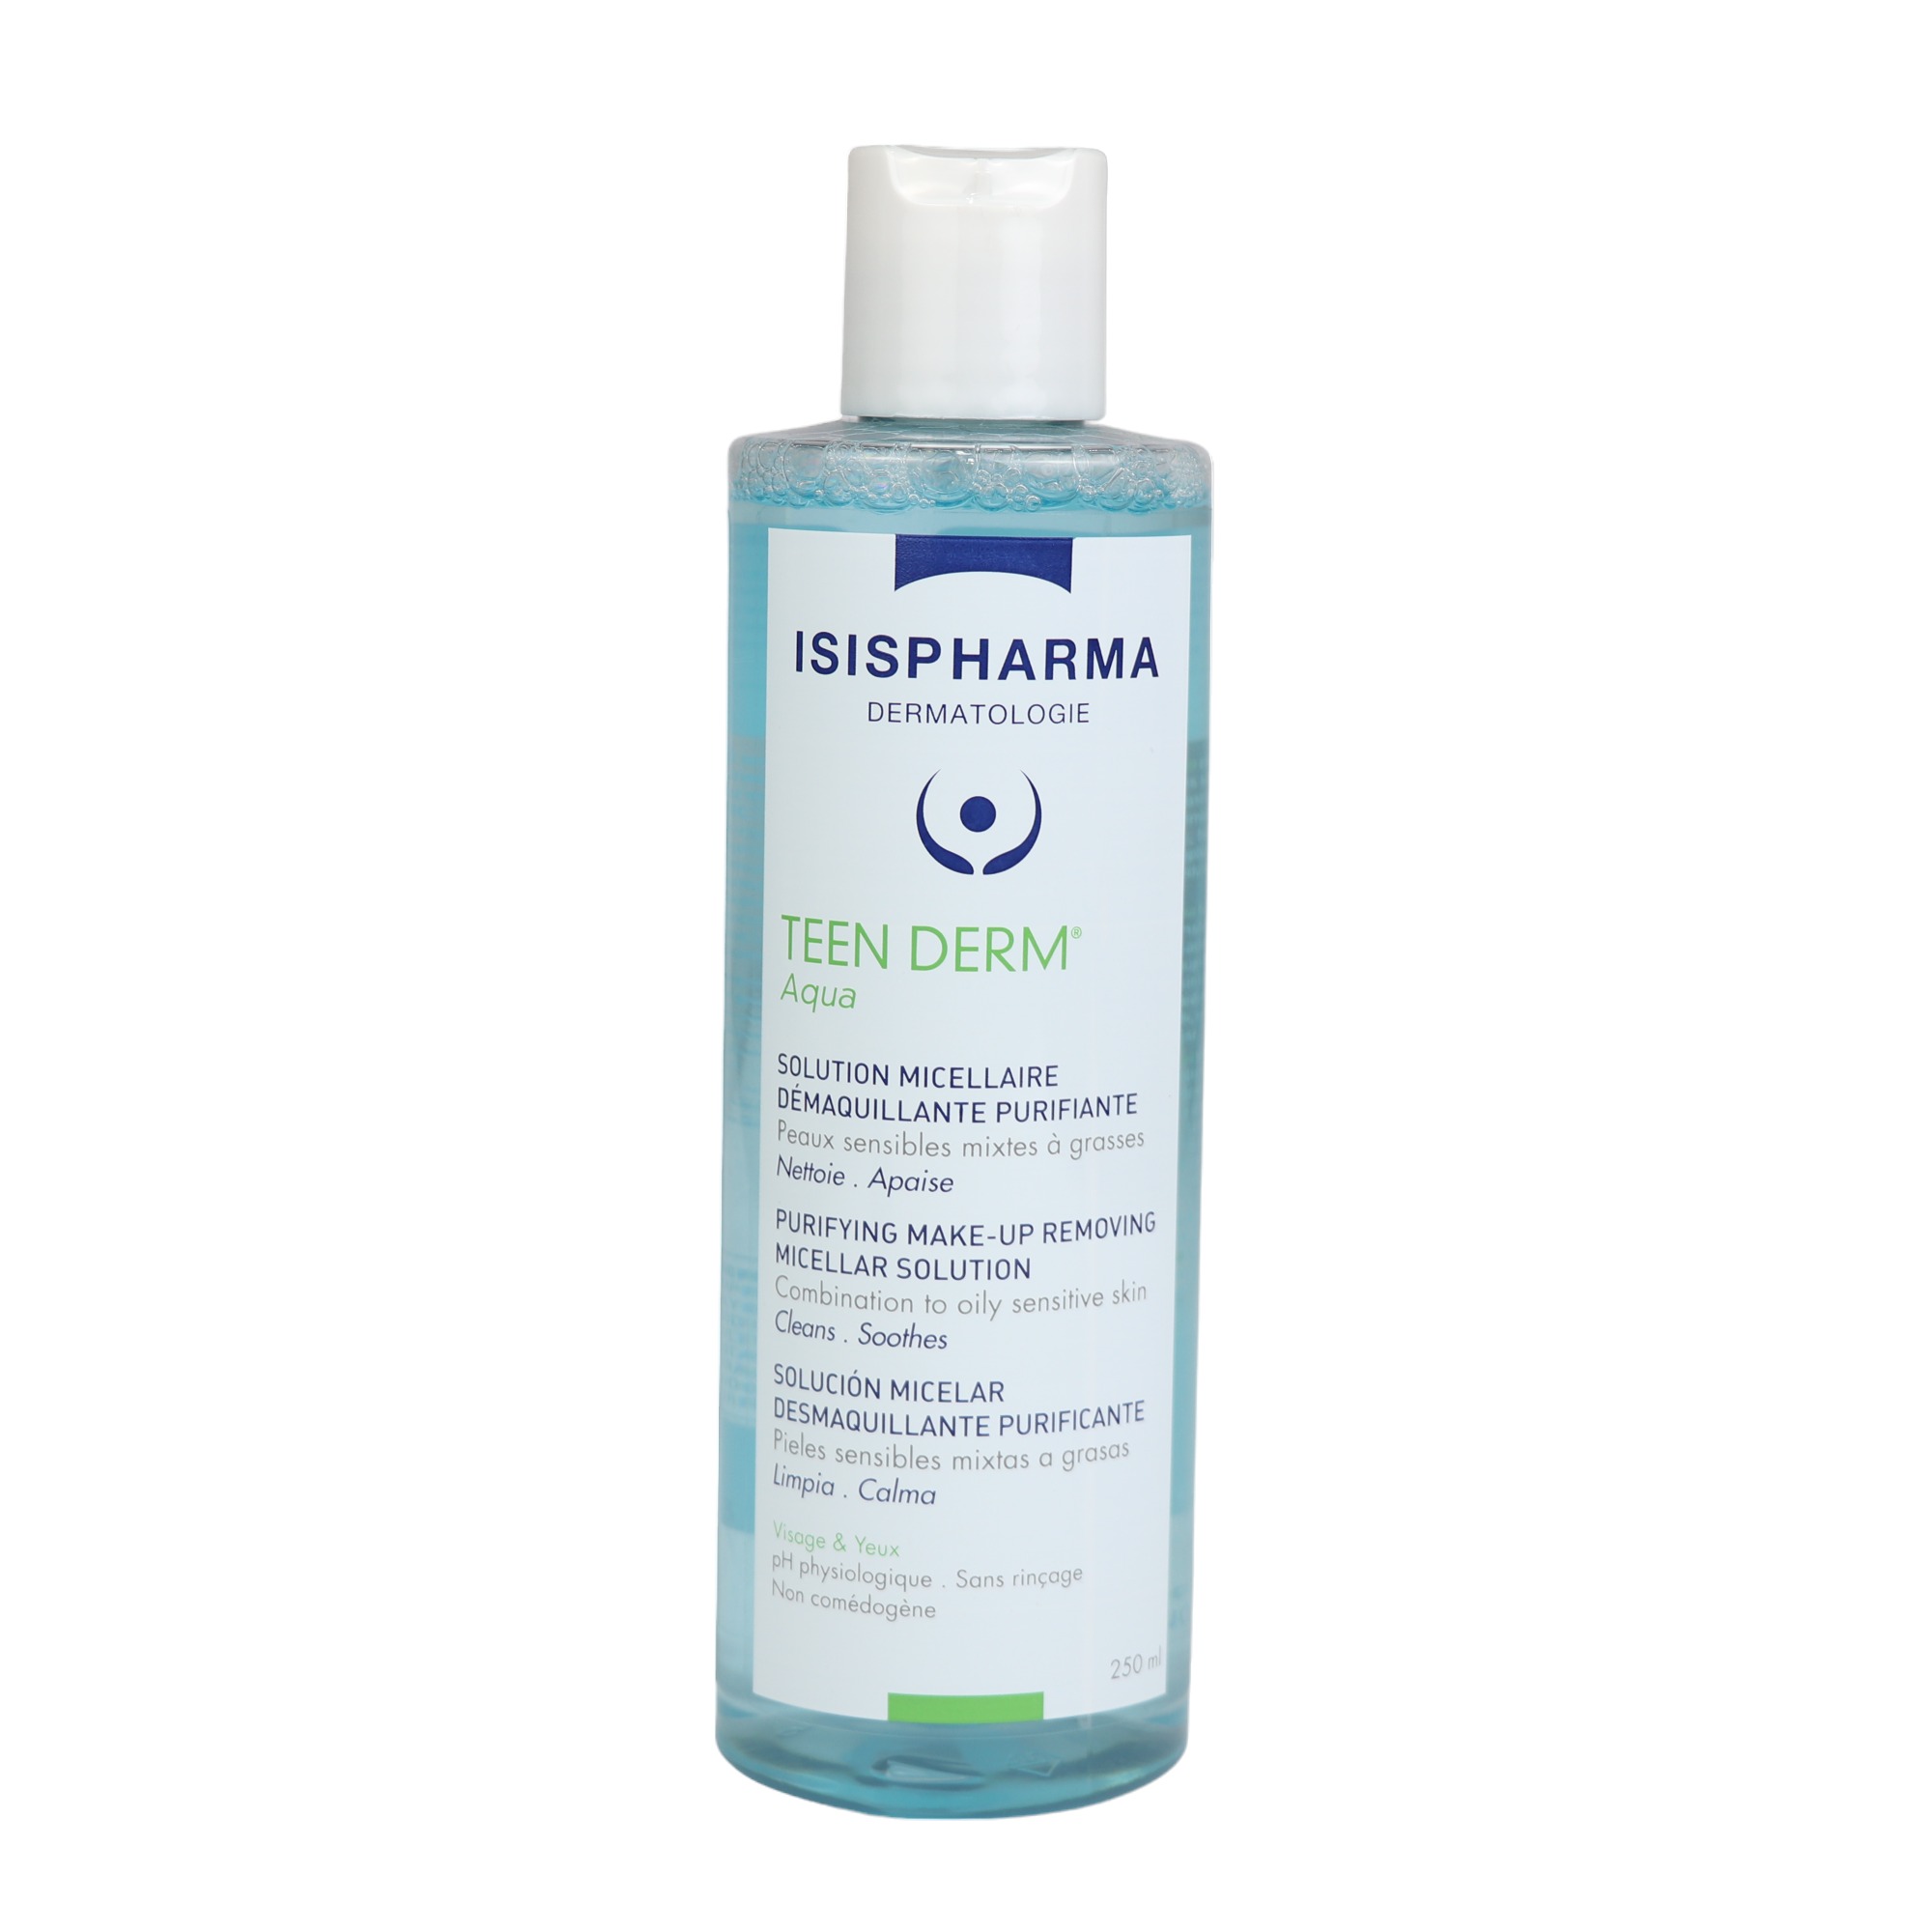 ISISPHARMA
DERMATOLOGIE
TEEN DERM®
Aqua
SOLUTION MICELLAIRE
DÉMAQUILLANTE PURIFIANTE
Peaux sensibles mixtes à grasses
Nettoie . Apaise
PURIFYING MAKE-UP REMOVING
MICELLAR SOLUTION
Combination to oily sensitive skin
Cleans . Soothes
SOLUCIÓN MICELAR
DESMAQUILLANTE PURIFICANTE
Pieles sensibles mixtas a grasas
Limpia . Calma
Visage & Yeux
pH physiologique . Sans rinçage
Non comédogène
250 ml